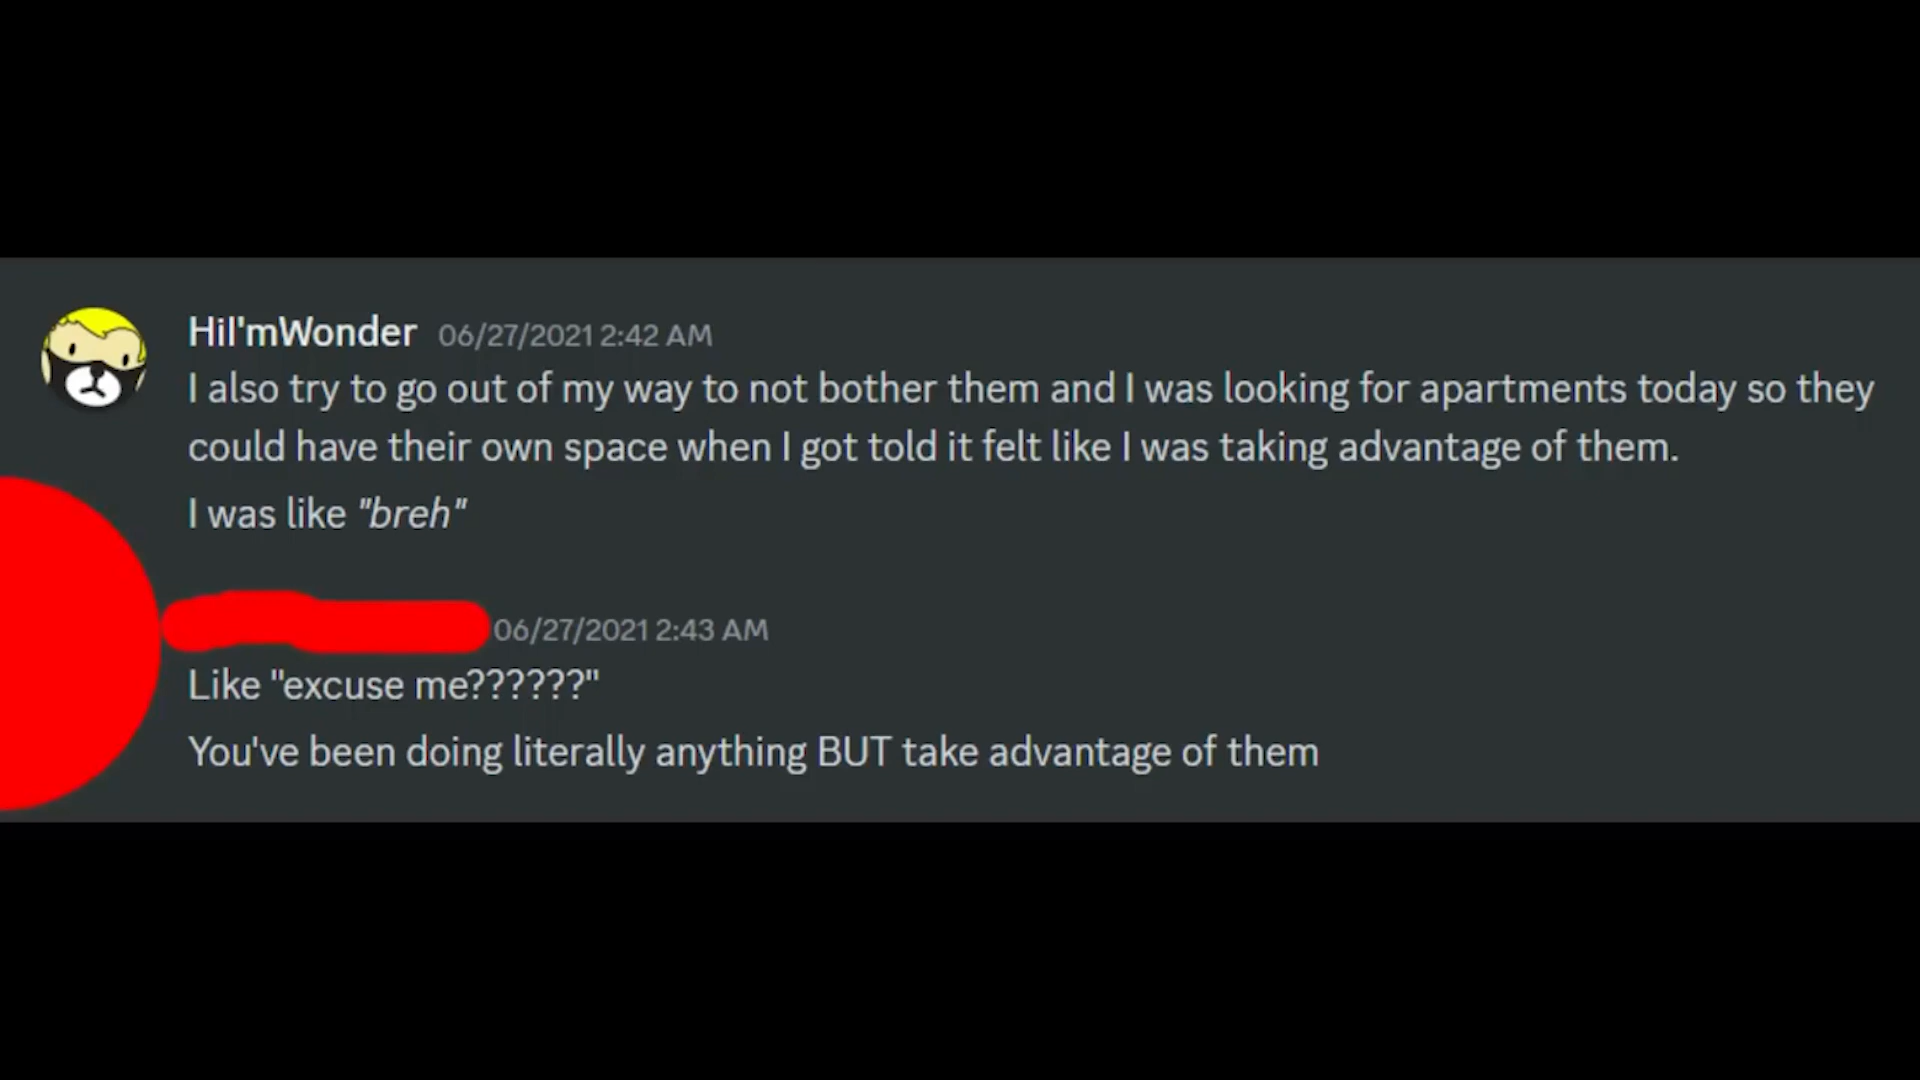 HiI'mWonder 06/27/2021 2:42 AM
I also try to go out of my way to not bother them and I was looking for apartments today so they
could have their own space when I got told it felt like I was taking advantage of them.
I was like "breh"
06/27/2021 2:43 AM
Like "excuse me??????"
You've been doing literally anything BUT take advantage of them